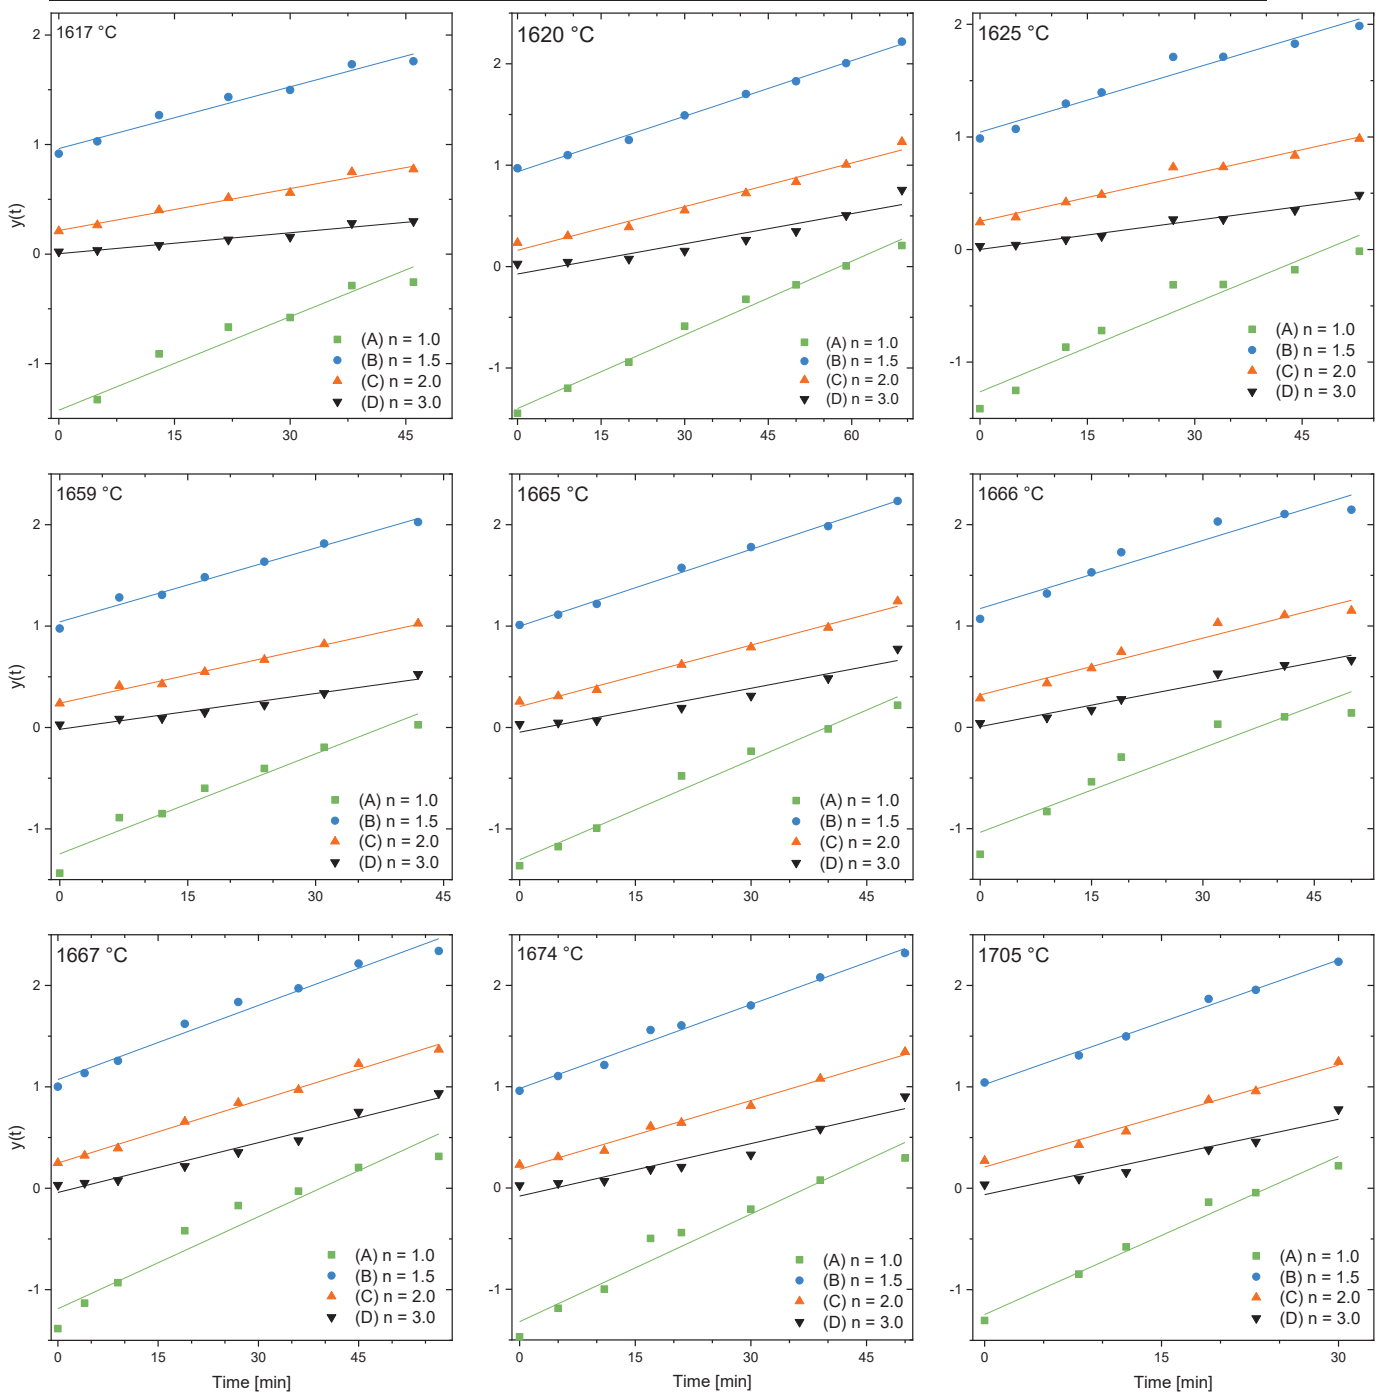 1617 °C
2
1
0
-1
y(t)
(A) n = 1.0
(B) n = 1.5
(C) n = 2.0
(D) n = 3.0
0 15 30 45
1620 °C
2
1
0
-1
(A) n = 1.0
(B) n = 1.5
(C) n = 2.0
(D) n = 3.0
0 15 30 45 60
1625 °C
2
1
0
-1
(A) n = 1.0
(B) n = 1.5
(C) n = 2.0
(D) n = 3.0
0 15 30 45
1659 °C
2
1
0
-1
y(t)
(A) n = 1.0
(B) n = 1.5
(C) n = 2.0
(D) n = 3.0
0 15 30 45
1665 °C
2
1
0
-1
(A) n = 1.0
(B) n = 1.5
(C) n = 2.0
(D) n = 3.0
0 15 30 45
1666 °C
2
1
0
-1
(A) n = 1.0
(B) n = 1.5
(C) n = 2.0
(D) n = 3.0
0 15 30 45
1667 °C
2
1
0
-1
y(t)
(A) n = 1.0
(B) n = 1.5
(C) n = 2.0
(D) n = 3.0
0 15 30 45
Time [min]
1674 °C
2
1
0
-1
(A) n = 1.0
(B) n = 1.5
(C) n = 2.0
(D) n = 3.0
0 15 30 45
Time [min]
1705 °C
2
1
0
-1
(A) n = 1.0
(B) n = 1.5
(C) n = 2.0
(D) n = 3.0
0 15 30
Time [min]